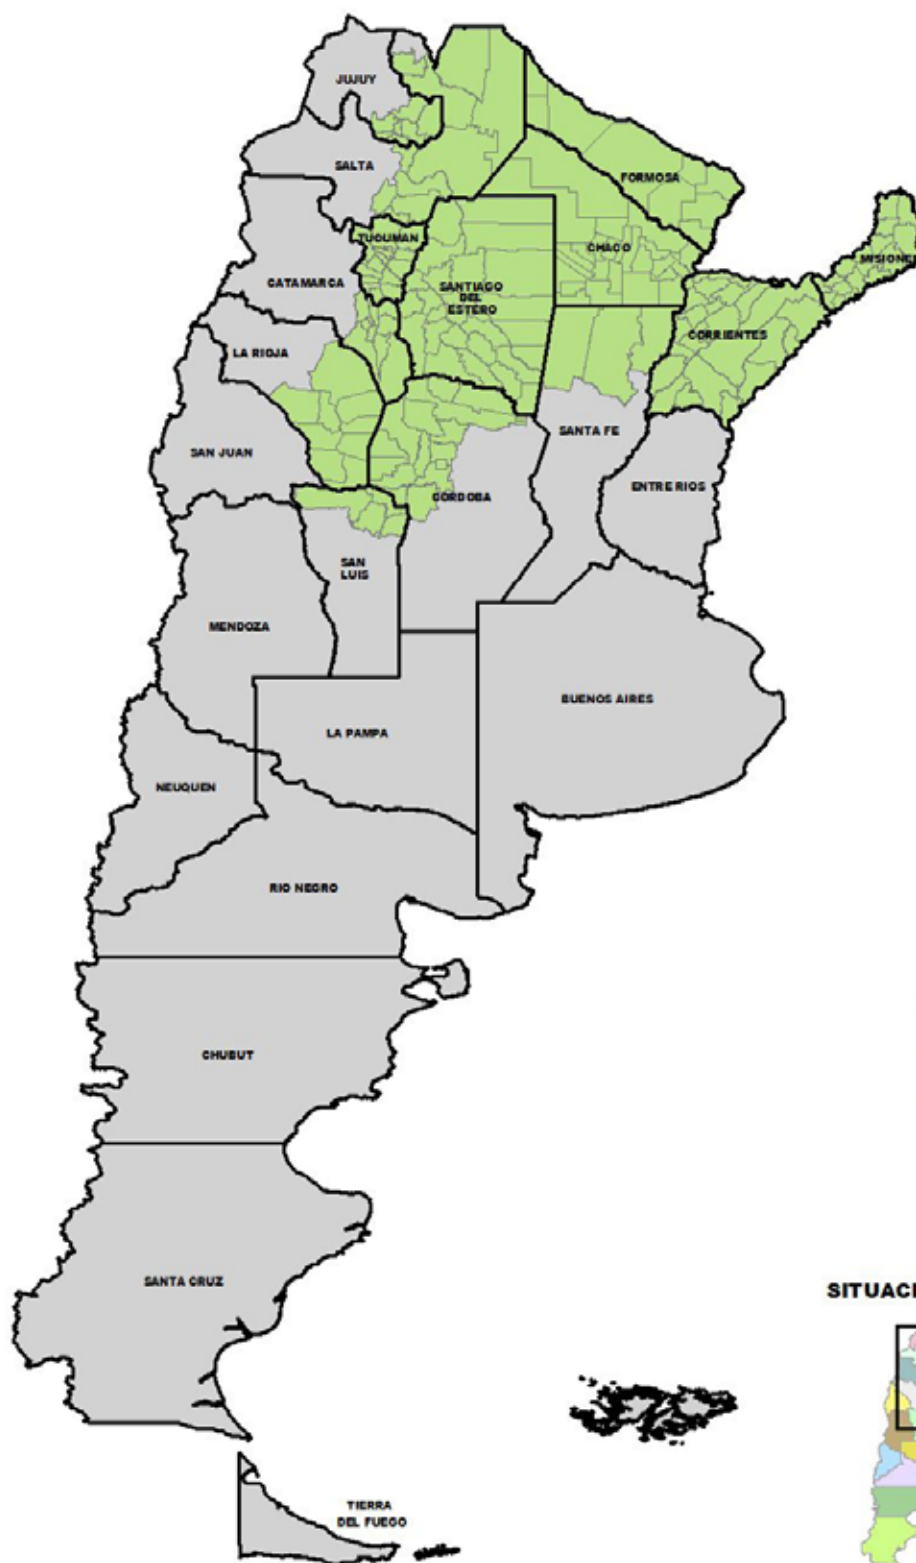 JUJUY
SALTA
FORMOSA
TUCUMAN
CHACO
MISIONE
CATAMARCA
SANTIAGO
DEL
ESTERO
CORRIENTES
LA RIOJA
SANTA FE
SAN JUAN
ENTRE RIOS
CORDOBA
SAN
LUIS
MENDOZA
BUENOS AIRES
LA PAMPA
NEUQUEN
RIO NEGRO
CHUBUT
SANTA CRUZ
SITUACI
TIERRA
DEL FUEGO